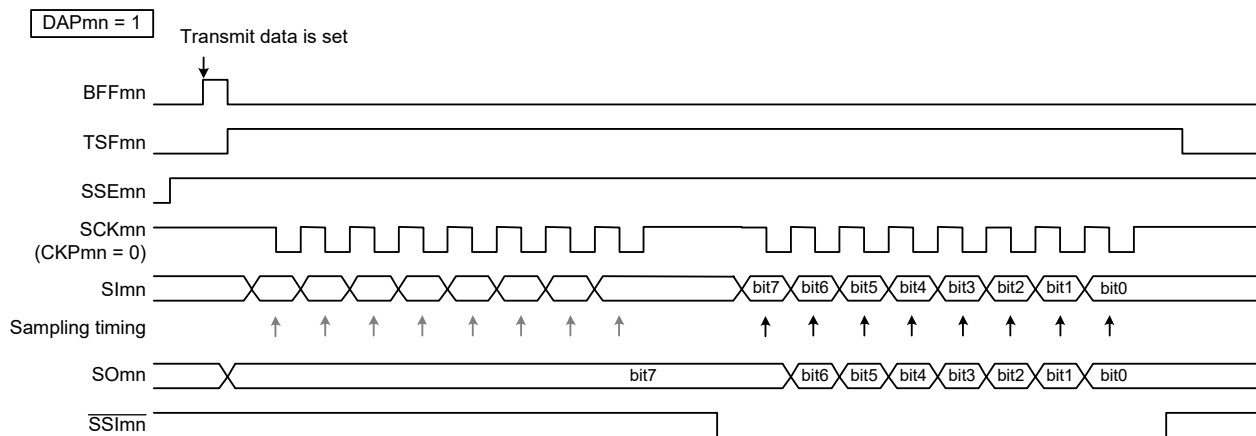 DAPmn = 1
Transmit data is set
BFFmn
TSFmn
SSEmn
SCKmn
(CKPmn = 0)
SImn bit7 bit6 bit5 bit4 bit3 bit2 bit1 bit0
Sampling timing
SOmn bit7 bit6 bit5 bit4 bit3 bit2 bit1 bit0
SSImn